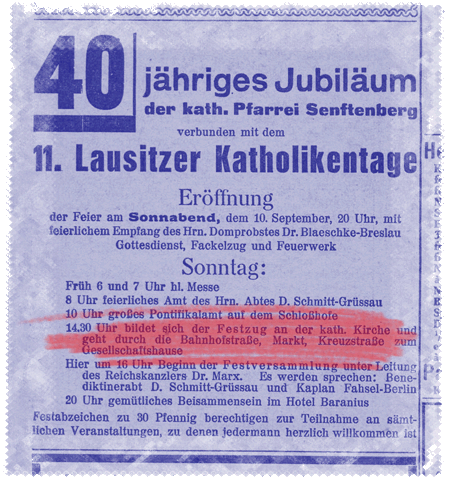 40 jähriges Jubiläum
der kath. Pfarrei Senftenberg
verbunden mit dem
11. Lausitzer Katholikentage
Eröffnung
der Feier am Sonnabend, dem 10. September, 20 Uhr, mit
feierlichem Empfang des Hrn. Domprobstes Dr. Blaeschke-Breslau
Gottesdienst, Fackelzug und Feuerwerk
Sonntag:
Früh 6 und 7 Uhr hl. Messe
8 Uhr feierliches Amt des Hrn. Abtes D. Schmitt-Grüssau
10 Uhr großes Pontifikalamt auf dem Schloßhofe
14.30 Uhr bildet sich der Festzug an der kath. Kirche und
geht durch die Bahnhofstraße, Markt, Kreuzstraße zum
Gesellschaftshause
Hier um 16 Uhr Beginn der Festversammlung unter Leitung
des Reichskanzlers Dr. Marx. Es werden sprechen: Bene-
diktinerabt D. Schmitt-Grüssau und Kaplan Fahsel-Berlin
20 Uhr gemütliches Beisammensein im Hotel Baranius
Festabzeichen zu 30 Pfennig berechtigen zur Teilnahme an sämt-
lichen Veranstaltungen, zu denen jedermann herzlich willkommen ist